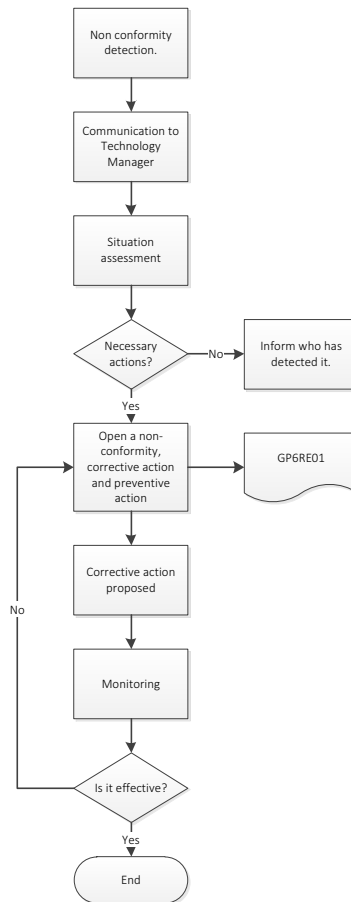 Non conformity
detection.
Communication to
Technology
Manager
Situation
assessment
Necessary
actions?
No
Inform who has
detected it.
Yes
Open a non-
conformity,
corrective action
and preventive
action
GP6RE01
Corrective action
proposed
No
Monitoring
Is it effective?
Yes
End